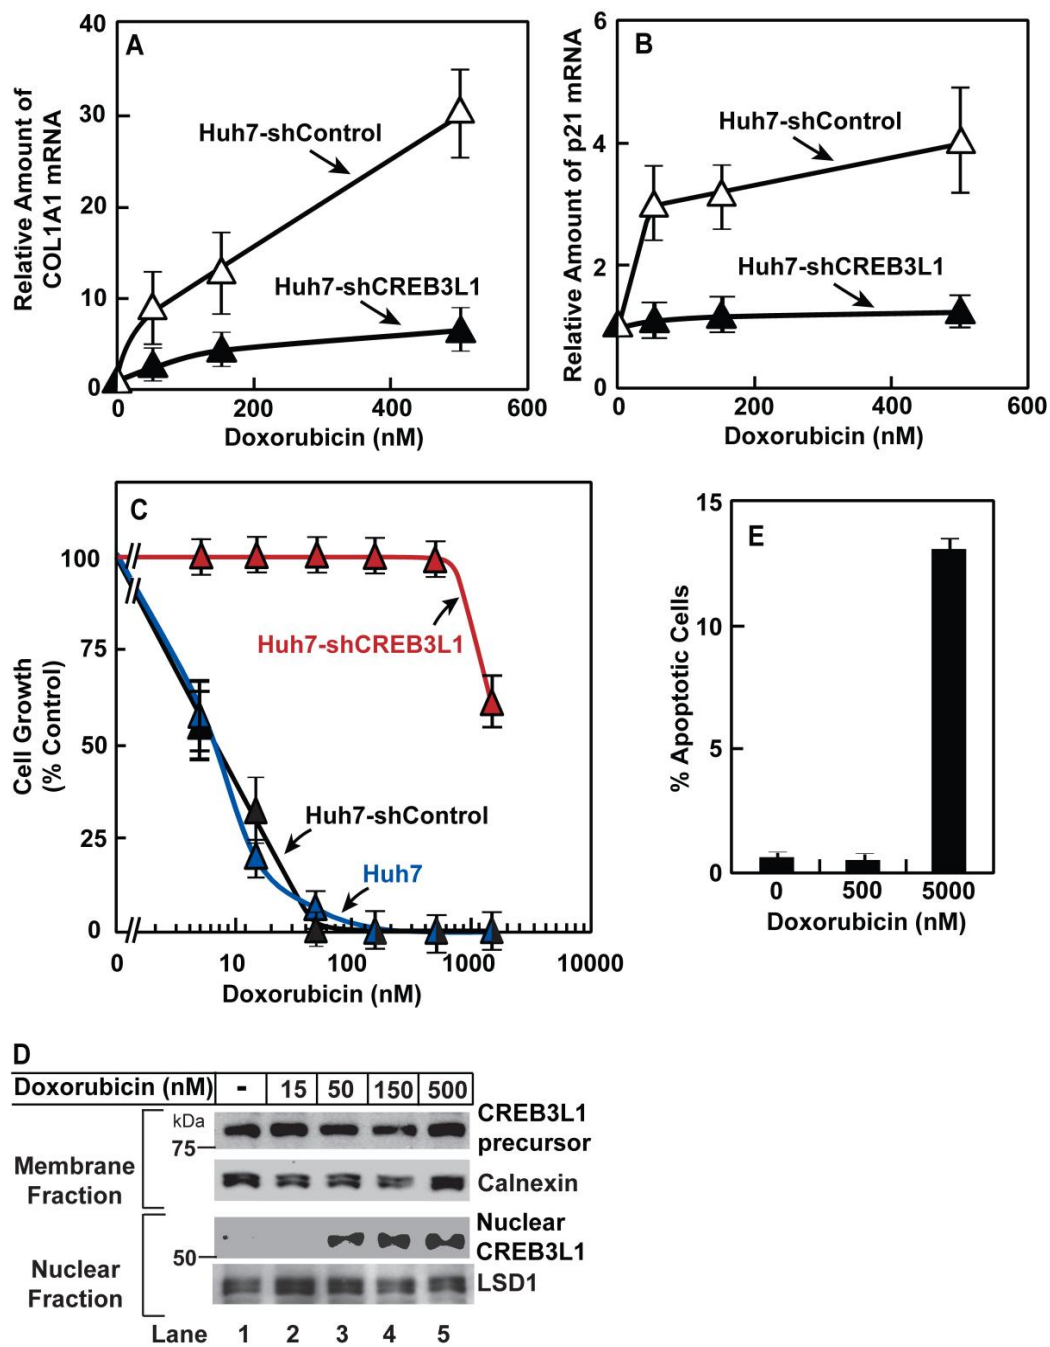 A
Relative Amount of
COL1A1 mRNA
40
30
20
10
0
Huh7-shControl
Huh7-shCREB3L1
0 200 400 600
Doxorubicin (nM)
B
Relative Amount of p21 mRNA
6
4
2
0
Huh7-shControl
Huh7-shCREB3L1
0 200 400 600
Doxorubicin (nM)
C
Cell Growth
(% Control)
100
75
50
25
0
Huh7-shCREB3L1
Huh7-shControl
Huh7
0 10 100 1000 10000
Doxorubicin (nM)
E
% Apoptotic Cells
15
10
5
0
0 500 5000
Doxorubicin (nM)
D
Doxorubicin (nM) - 15 50 150 500
kDa
75
Membrane
Fraction
CREB3L1
precursor
Calnexin
50
Nuclear
Fraction
Nuclear
CREB3L1
LSD1
Lane 1 2 3 4 5